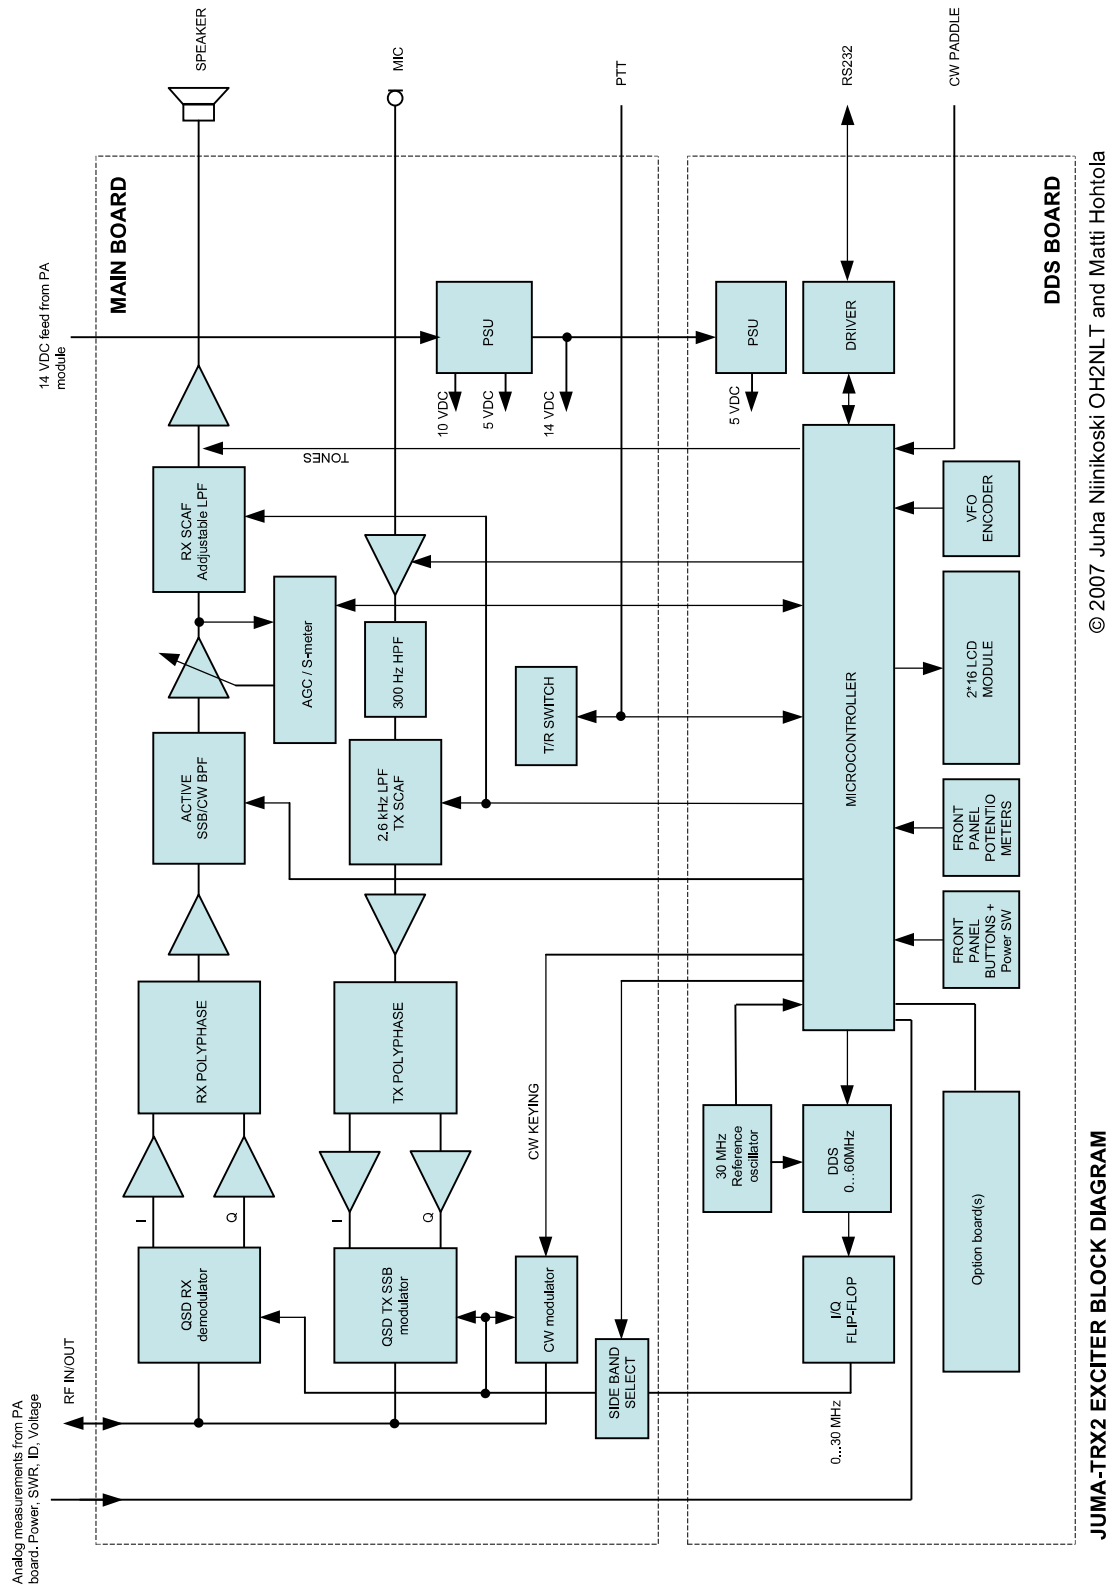 Analog measurements from PA
board. Power, SWR, ID, Voltage
RF IN/OUT
14 VDC feed from PA
module
SPEAKER
MAIN BOARD
QSD RX
demodulator
I
Q
RX POLYPHASE
ACTIVE
SSB/CW BPF
RX SCAF
Addjustable LPF
AGC / S-meter
TONES
MIC
QSD TX SSB
modulator
I
Q
TX POLYPHASE
2,6 kHz LPF
TX SCAF
300 Hz HPF
PSU
10 VDC
5 VDC
14 VDC
CW modulator
CW KEYING
T/R SWITCH
PTT
SIDE BAND
SELECT
30 MHz
Reference
oscillator
PSU
5 VDC
0...30 MHz
I/Q
FLIP-FLOP
DDS
0...60MHz
MICROCONTROLLER
DRIVER
RS232
Option board(s)
FRONT
PANEL
BUTTONS +
Power SW
FRONT
PANEL
POTENTIO
METERS
2*16 LCD
MODULE
VFO
ENCODER
CW PADDLE
DDS BOARD
JUMA-TRX2 EXCITER BLOCK DIAGRAM
© 2007 Juha Niinikoski OH2NLT and Matti Hohtola